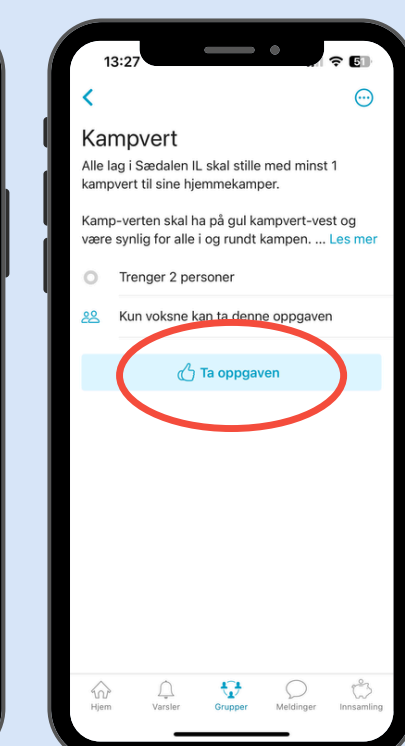 13:27
51
Kampvert
Alle lag i Sædalen IL skal stille med minst 1
kampvert til sine hjemmekamper.
Kamp-verten skal ha på gul kampvert-vest og
være synlig for alle i og rundt kampen. ... Les mer
Trenger 2 personer
Kun voksne kan ta denne oppgaven
Ta oppgaven
Hjem
Varsler
Grupper
Meldinger
Innsamling